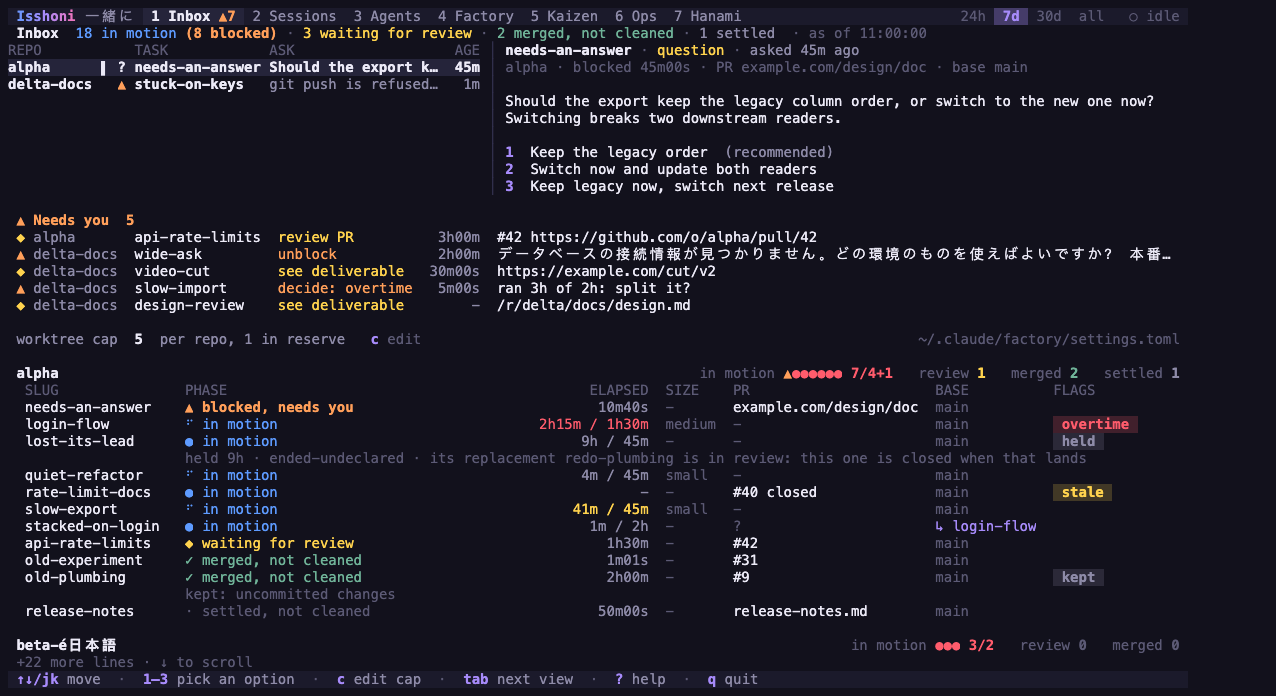 Isshoni 一緒に 1 Inbox ▲7 2 Sessions 3 Agents 4 Factory 5 Kaizen 6 Ops 7 Hanami 24h 7d 30d all ○ idle
Inbox 18 in motion (8 blocked) · 3 waiting for review · 2 merged, not cleaned · 1 settled · as of 11:00:00
REPO TASK ASK AGE
alpha ? needs-an-answer Should the export k… 45m
delta-docs ▲ stuck-on-keys git push is refused… 1m
needs-an-answer · question · asked 45m ago
alpha · blocked 45m00s · PR example.com/design/doc · base main
Should the export keep the legacy column order, or switch to the new one now?
Switching breaks two downstream readers.
1 Keep the legacy order (recommended)
2 Switch now and update both readers
3 Keep legacy now, switch next release
▲ Needs you 5
◆ alpha api-rate-limits review PR 3h00m #42 https://github.com/o/alpha/pull/42
▲ delta-docs wide-ask unblock 2h00m データベースの接続情報が見つかりません。どの環境のものを使えばよいですか? 本番…
◆ delta-docs video-cut see deliverable 30m00s https://example.com/cut/v2
▲ delta-docs slow-import decide: overtime 5m00s ran 3h of 2h: split it?
◆ delta-docs design-review see deliverable – /r/delta/docs/design.md
worktree cap 5 per repo, 1 in reserve c edit ~/.claude/factory/settings.toml
alpha in motion ▲●●●●●● 7/4+1 review 1 merged 2 settled 1
SLUG PHASE ELAPSED SIZE PR BASE FLAGS
needs-an-answer ▲ blocked, needs you 10m40s – example.com/design/doc main
login-flow in motion 2h15m / 1h30m medium – main overtime
lost-its-lead ● in motion 9h / 45m – – main held
held 9h · ended-undeclared · its replacement redo-plumbing is in review: this one is closed when that lands
quiet-refactor in motion 4m / 45m small – main
rate-limit-docs ● in motion – – #40 closed main stale
slow-export in motion 41m / 45m small – main
stacked-on-login ● in motion 1m / 2h – ? ↳ login-flow
api-rate-limits ◆ waiting for review 1h30m – #42 main
old-experiment ✓ merged, not cleaned 1m01s – #31 main
old-plumbing ✓ merged, not cleaned 2h00m – #9 main kept
kept: uncommitted changes
release-notes · settled, not cleaned 50m00s – release-notes.md main
beta-é日本語 in motion ●●● 3/2 review 0 merged 0
+22 more lines · ↓ to scroll
↑↓/jk move · 1–3 pick an option · c edit cap · tab next view · ? help · q quit